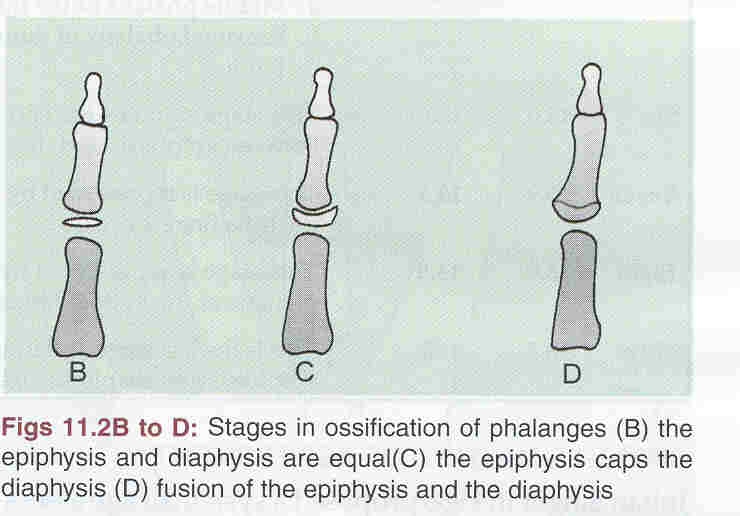 B
C
D
Figs 11.2B to D: Stages in ossification of phalanges (B) the
epiphysis and diaphysis are equal(C) the epiphysis caps the
diaphysis (D) fusion of the epiphysis and the diaphysis